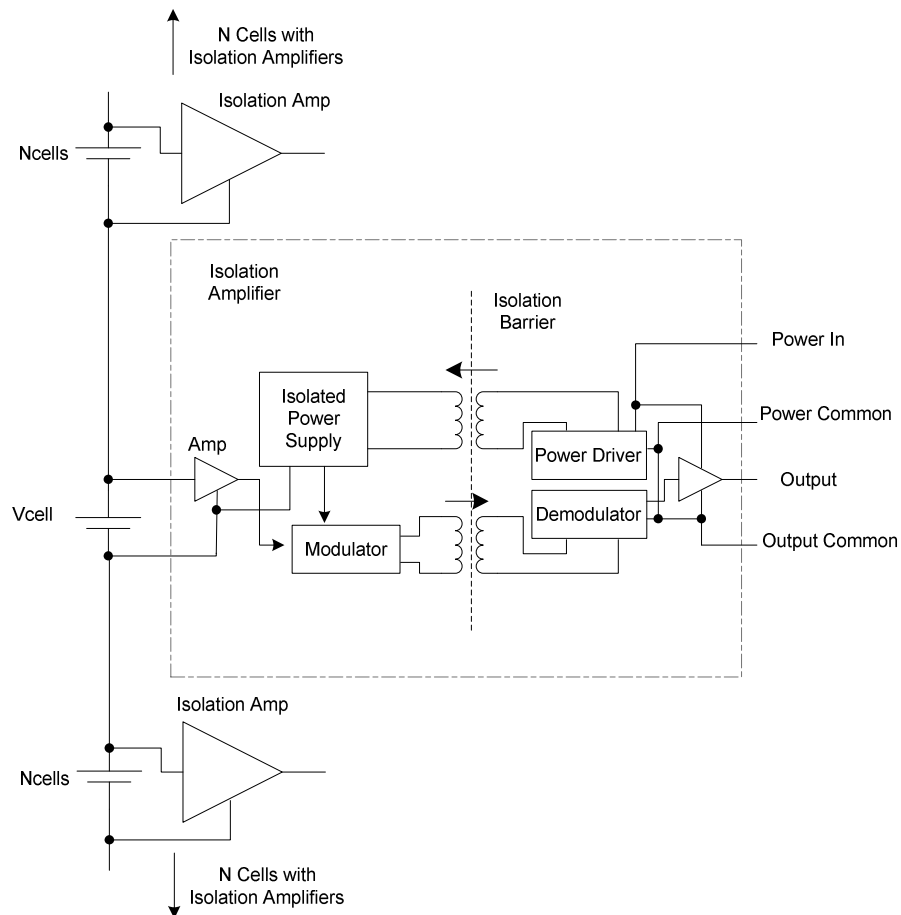 N Cells with
Isolation Amplifiers
Isolation Amp
Ncells
Isolation
Amplifier
Isolation
Barrier
Power In
Isolated
Power
Supply
Power Common
Amp
Power Driver
Output
Vcell
Demodulator
Modulator
Output Common
Isolation Amp
Ncells
N Cells with
Isolation Amplifiers